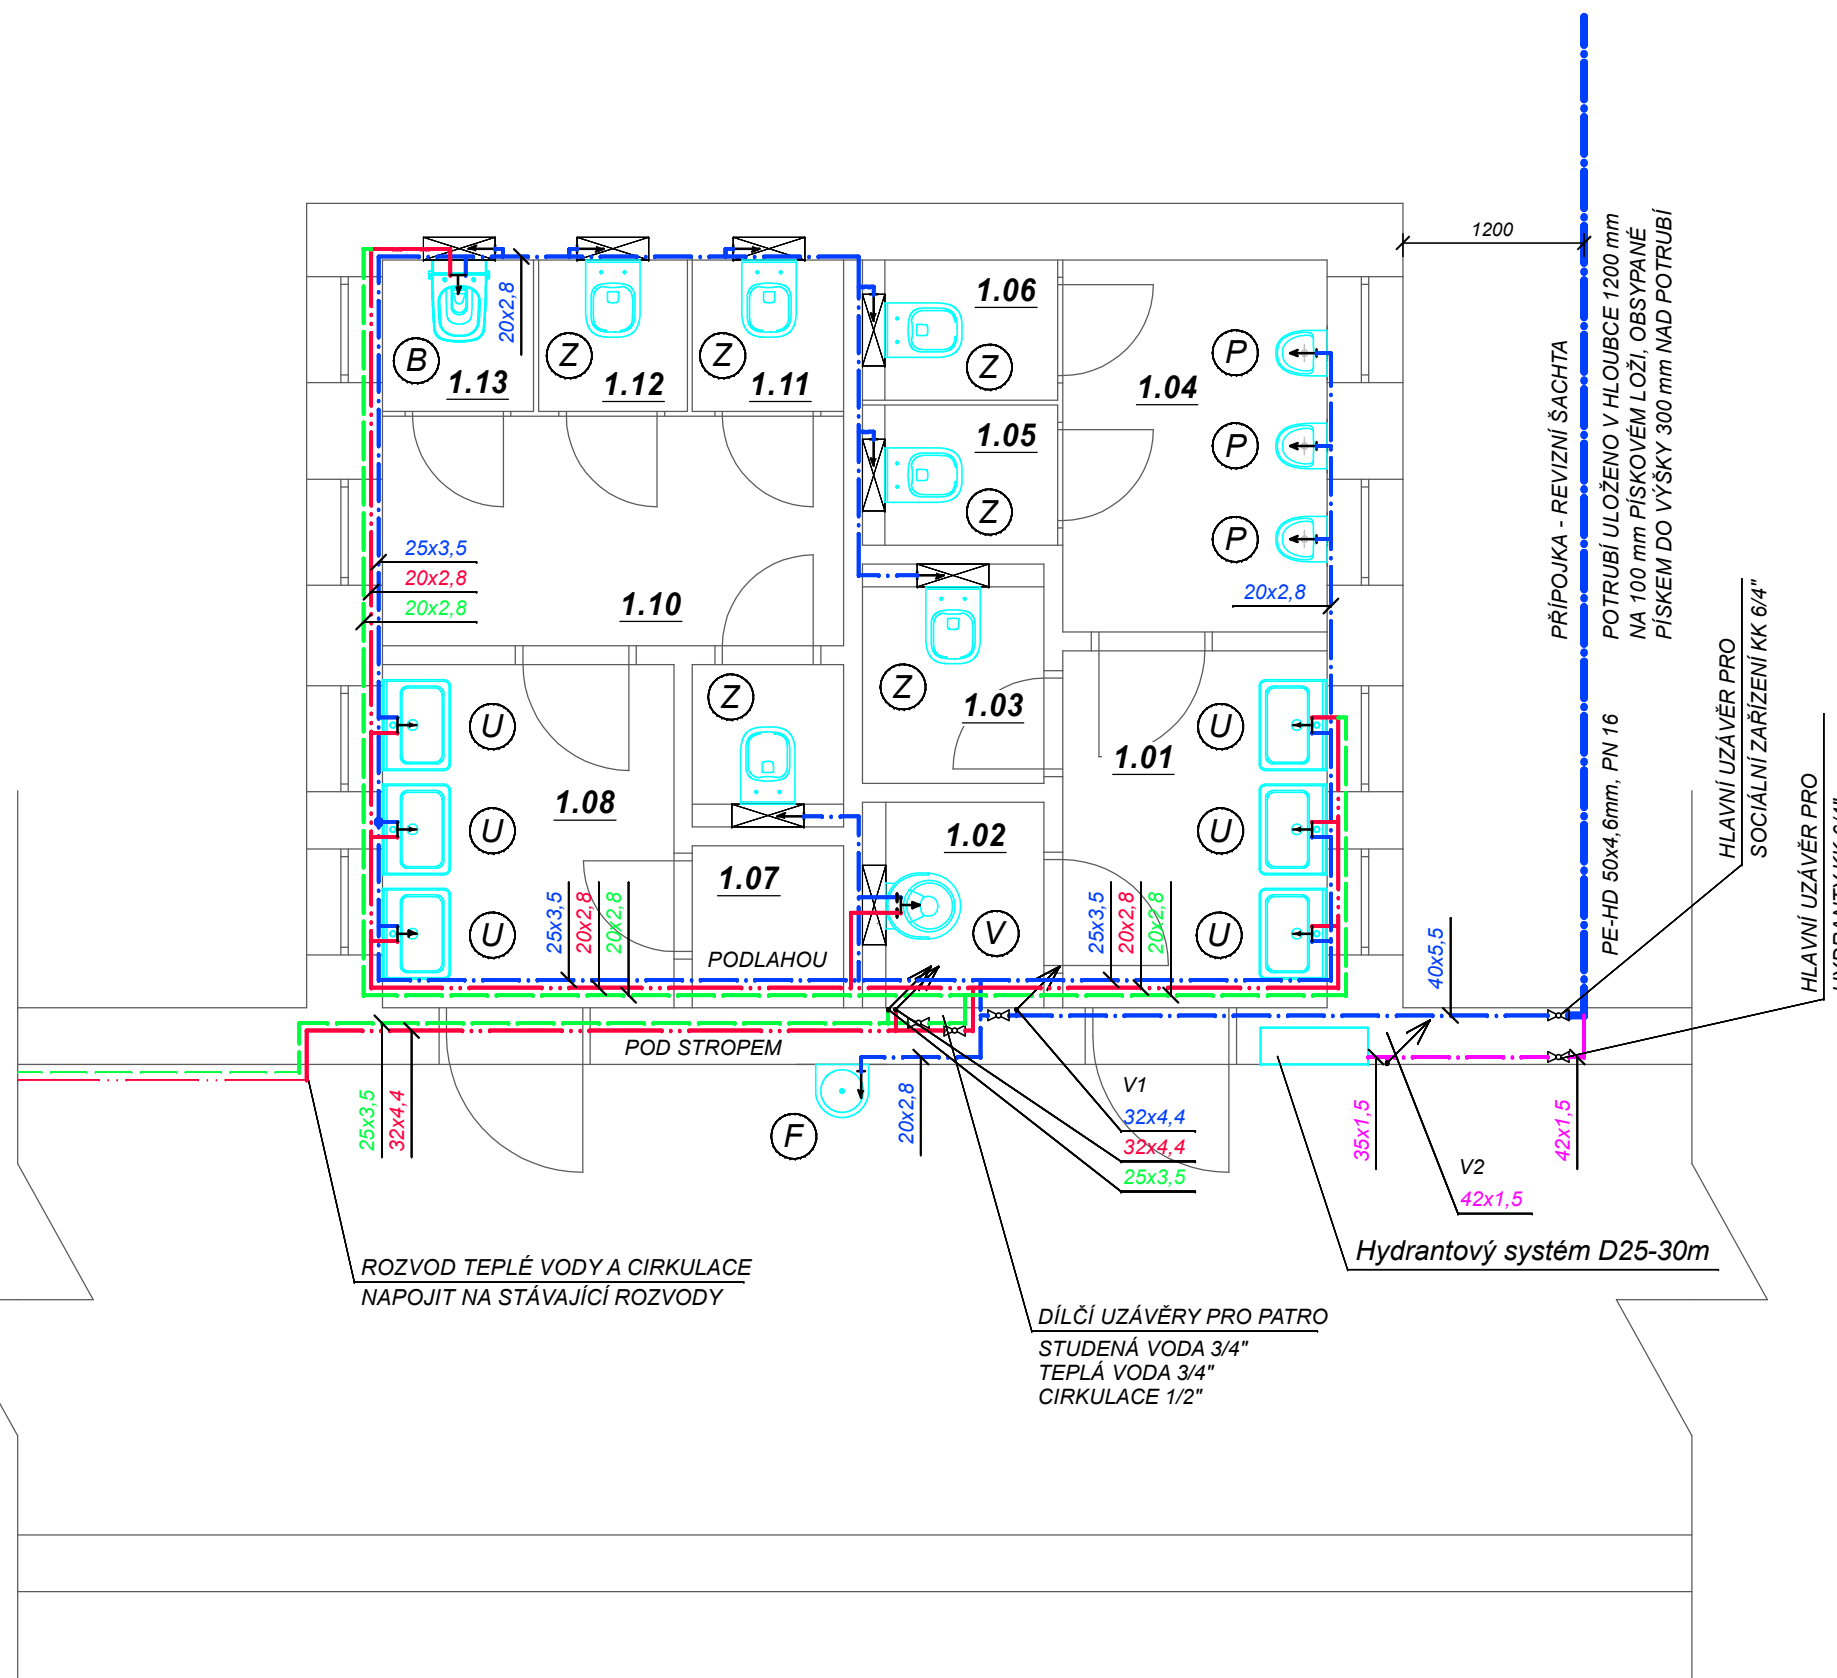 1200
PŘÍPOJKA - REVIZNÍ ŠACHTA
POTRUBÍ ULOŽENO V HLOUBCE 1200 mm
NA 100 mm PÍSKOVÉM LOŽI, OBSYPANÉ
PÍSKEM DO VÝŠKY 300 mm NAD POTRUBÍ
PE-HD 50x4,6mm, PN 16
HLAVNÍ UZÁVĚR PRO
SOCIÁLNÍ ZAŘÍZENÍ KK 6/4"
HLAVNÍ UZÁVĚR PRO
B
1.13
20x2,8
Z
1.12
Z
1.11
1.06
Z
1.05
Z
1.04
P
P
P
20x2,8
25x3,5
20x2,8
20x2,8
1.10
Z
Z
1.03
1.01
U
U
U
1.08
U
U
U
1.07
1.02
V
25x3,5
20x2,8
20x2,8
PODLAHOU
25x3,5
20x2,8
20x2,8
40x5,5
POD STROPEM
25x3,5
32x4,4
F
20x2,8
V1
32x4,4
32x4,4
25x3,5
35x1,5
V2
42x1,5
42x1,5
Hydrantový systém D25-30m
ROZVOD TEPLÉ VODY A CIRKULACE
NAPOJIT NA STÁVAJÍCÍ ROZVODY
DÍLČÍ UZÁVĚRY PRO PATRO
STUDENÁ VODA 3/4"
TEPLÁ VODA 3/4"
CIRKULACE 1/2"